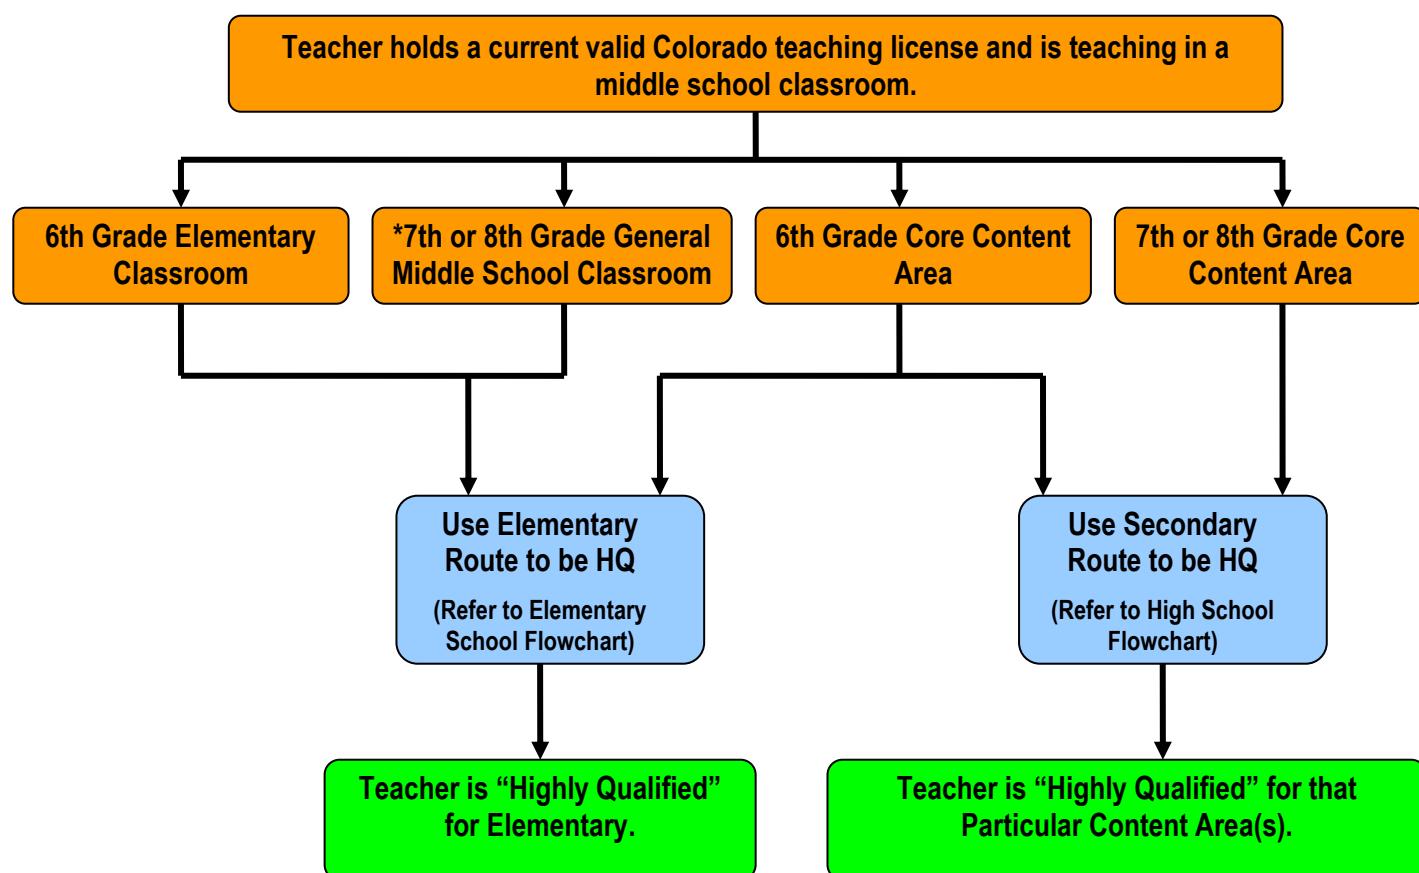 Teacher holds a current valid Colorado teaching license and is teaching in a
middle school classroom.
6th Grade Elementary
Classroom
*7th or 8th Grade General
Middle School Classroom
6th Grade Core Content
Area
7th or 8th Grade Core
Content Area
Use Elementary
Route to be HQ
(Refer to Elementary
School Flowchart)
Use Secondary
Route to be HQ
(Refer to High School
Flowchart)
Teacher is “Highly Qualified”
for Elementary.
Teacher is “Highly Qualified” for that
Particular Content Area(s).